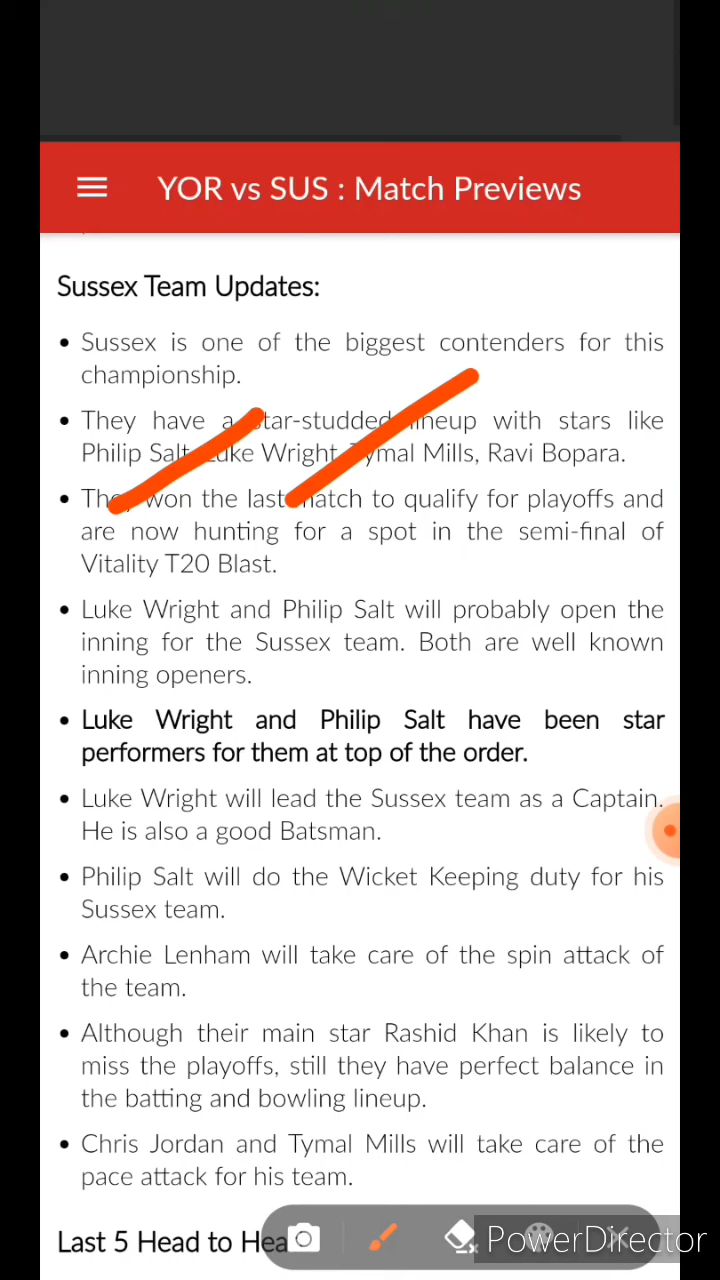 YOR vs SUS : Match Previews
Sussex Team Updates:
• Sussex is one of the biggest contenders for this
championship.
• They have a star-studded lineup with stars like
Philip Salt, Luke Wright, Tymal Mills, Ravi Bopara.
• They won the last match to qualify for playoffs and
are now hunting for a spot in the semi-final of
Vitality T20 Blast.
• Luke Wright and Philip Salt will probably open the
inning for the Sussex team. Both are well known
inning openers.
• Luke Wright and Philip Salt have been star
performers for them at top of the order.
• Luke Wright will lead the Sussex team as a Captain.
He is also a good Batsman.
• Philip Salt will do the Wicket Keeping duty for his
Sussex team.
• Archie Lenham will take care of the spin attack of
the team.
• Although their main star Rashid Khan is likely to
miss the playoffs, still they have perfect balance in
the batting and bowling lineup.
• Chris Jordan and Tymal Mills will take care of the
pace attack for his team.
Last 5 Head to Hea
PowerDirector